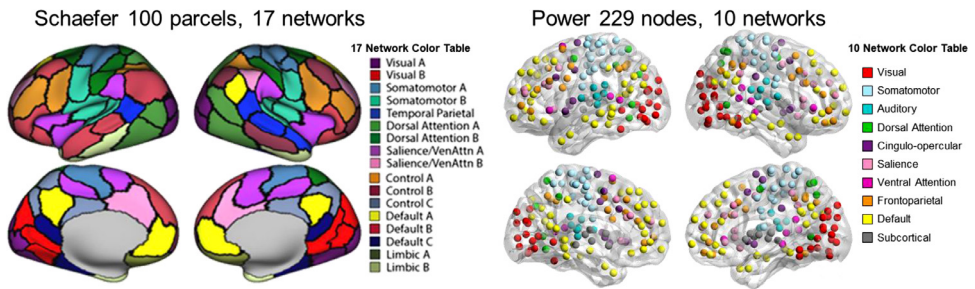 Schaefer 100 parcels, 17 networks
17 Network Color Table
Visual A
Visual B
Somatomotor A
Somatomotor B
Temporal Parietal
Dorsal Attention A
Dorsal Attention B
Salience/VenAttn A
Salience/VenAttn B
Control A
Control B
Control C
Default A
Default B
Default C
Limbic A
Limbic B
Power 229 nodes, 10 networks
10 Network Color Table
Visual
Somatomotor
Auditory
Dorsal Attention
Cingulo-opercular
Salience
Ventral Attention
Frontoparietal
Default
Subcortical